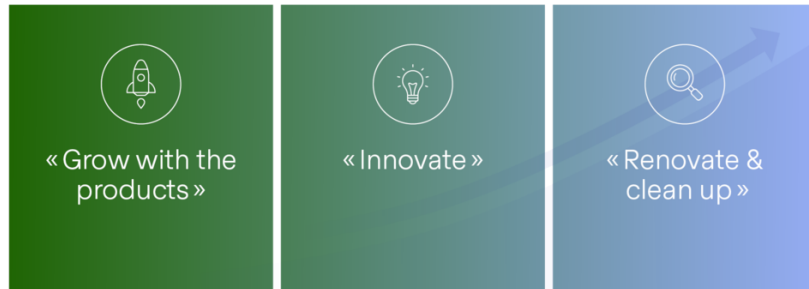 « Grow with the
products »
« Innovate »
« Renovate &
clean up »